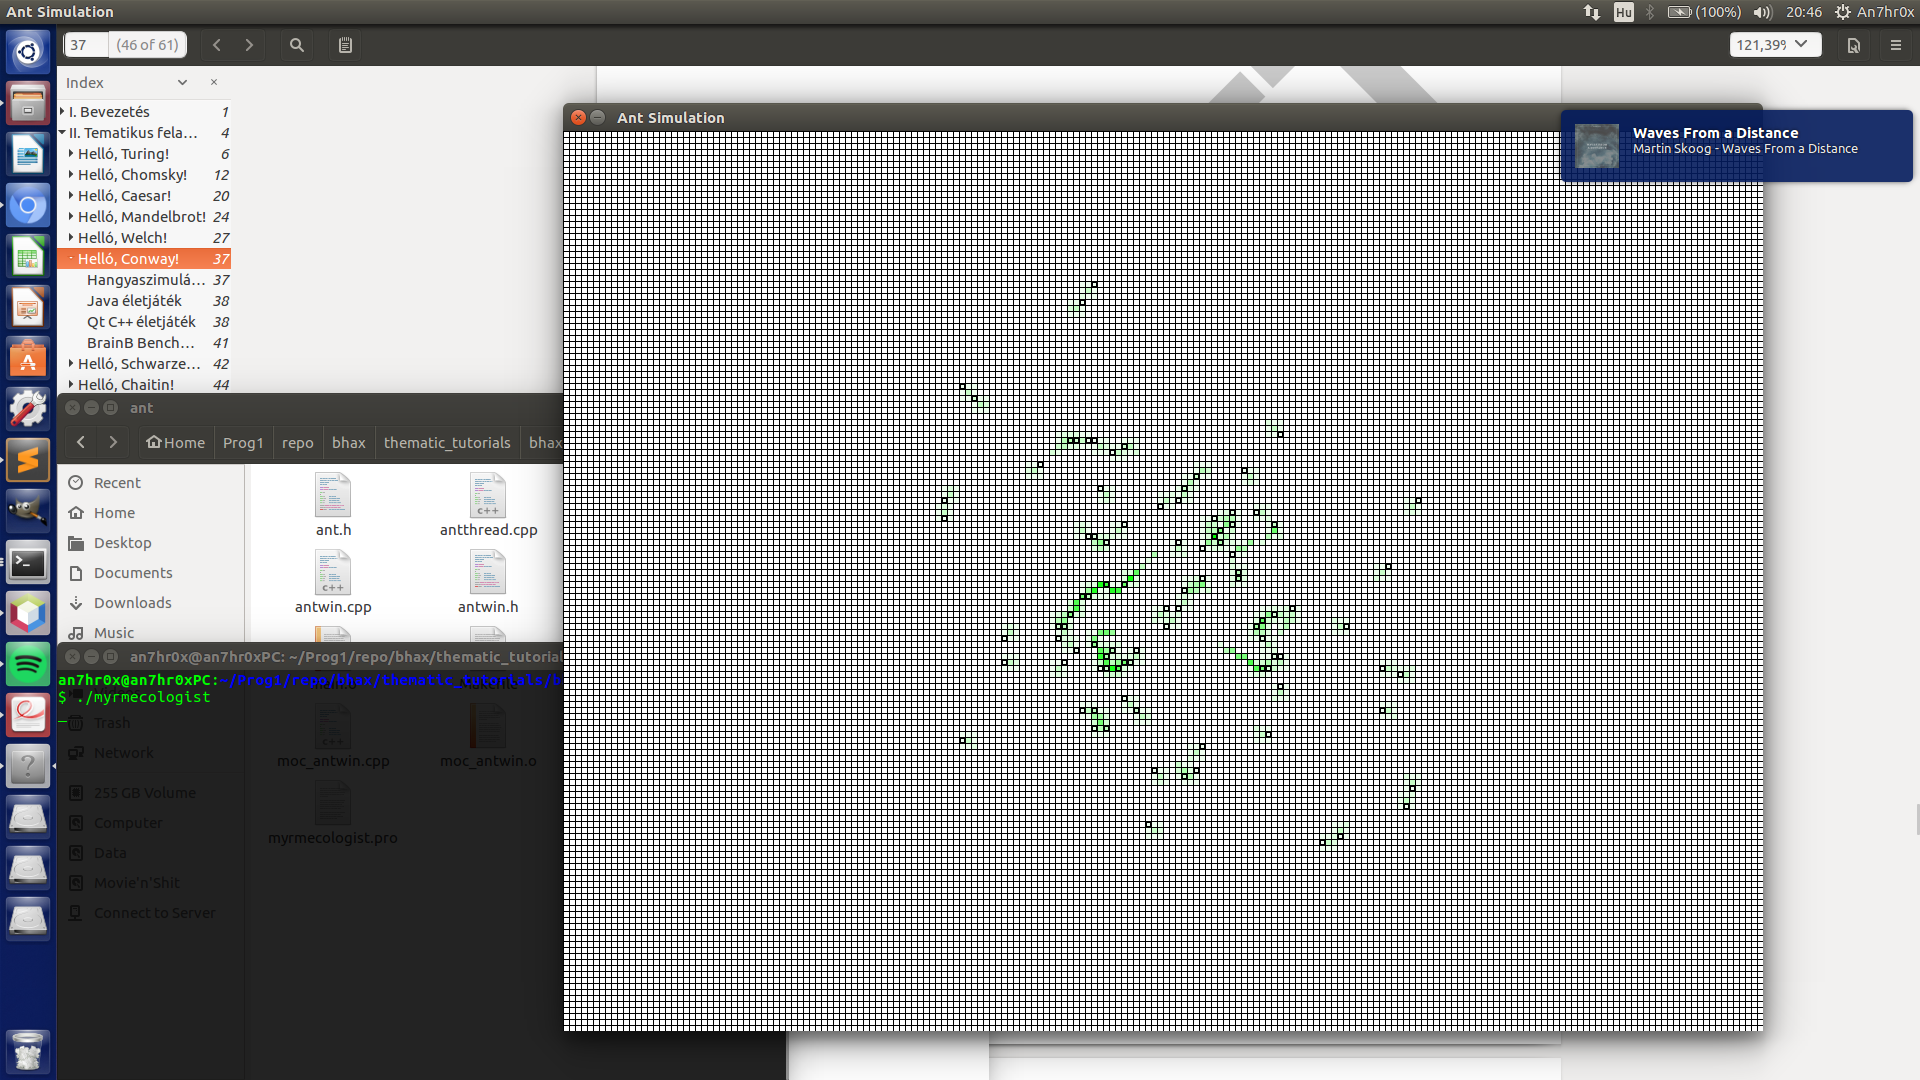 Ant Simulation
Hu
(100%)
20:46
An7hr0x
37
(46 of 61)
121,39%
Index
I. Bevezetés 1
II. Tematikus fela... 4
Helló, Turing! 6
Helló, Chomsky! 12
Helló, Caesar! 20
Helló, Mandelbrot! 24
Helló, Welch! 27
Helló, Conway! 37
Hangyaszimulá... 37
Java életjáték 38
Qt C++ életjáték 38
BrainB Bench... 41
Helló, Schwarze... 42
Helló, Chaitin! 44
Ant Simulation
Waves From a Distance
Martin Skoog - Waves From a Distance
ant
Home
Prog1
repo
bhax
thematic_tutorials
bhax
Recent
Home
Desktop
Documents
Downloads
Music
ant.h
c++
antthread.cpp
c++
antwin.cpp
antwin.h
an7hr0x@an7hr0xPC: ~/Prog1/repo/bhax/thematic_tutorial
an7hr0x@an7hr0xPC:~/Prog1/repo/bhax/thematic_tutorials/b
$ ./myrmecologist
main.o
Makefile
Trash
Network
255 GB Volume
Computer
Data
Movie'n'Shit
Connect to Server
moc_antwin.cpp
moc_antwin.o
myrmecologist.pro